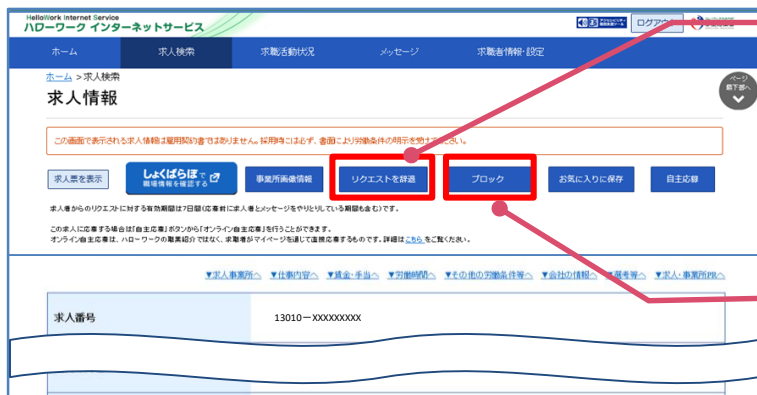 HelloWork Internet Service
ハローワーク インターネットサービス
ログアウト
ホーム 求人検索 求職活動状況 メッセージ 求職者情報・設定
ホーム > 求人検索
求人情報
ページ
最下部へ
この画面で表示される求人情報は雇用契約書ではありません。採用時には必ず、書面により労働条件の明示を受けてください。
求人票を表示
しょくばらぼで
職場情報を確認する
事業所画像情報
リクエストを辞退
ブロック
お気に入りに保存
自主応募
求人者からのリクエストに対する有効期間は7日間(応募前に求人者とメッセージをやりとりしている期間も含む)です。
この求人に応募する場合は「自主応募」ボタンから「オンライン自主応募」を行うことができます。
オンライン自主応募は、ハローワークの職業紹介ではなく、求職者がマイページを通じて直接応募するものです。詳細はこちら をご覧ください。
▼求人事業所へ ▼仕事内容へ ▼賃金・手当へ ▼労働時間へ ▼その他の労働条件等へ ▼会社の情報へ ▼選考等へ ▼求人・事業所PRへ
求人番号 13010－XXXXXXXXX